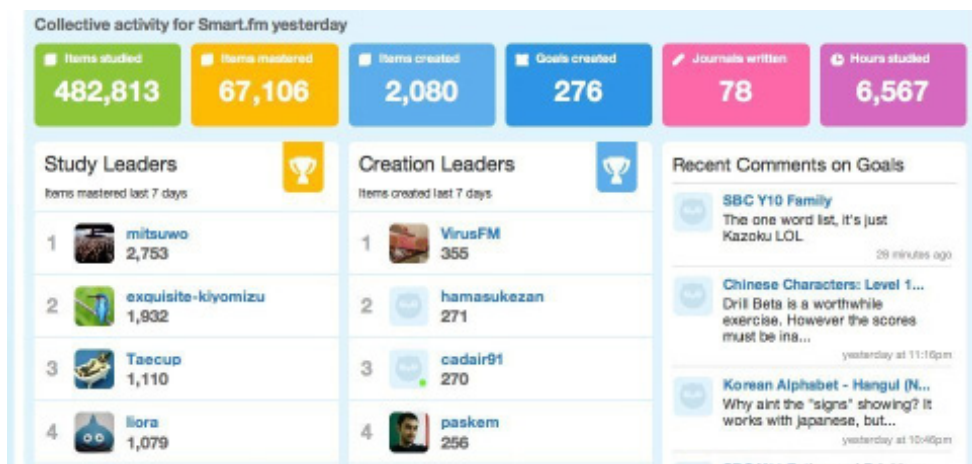 Collective activity for Smart.fm yesterday
Items studied
482,813
Items mastered
67,106
Items created
2,080
Goals created
276
Journals written
78
Hours studied
6,567
Study Leaders
Items mastered last 7 days
1
mitsuwo
2,753
2
exquisite-kiyomizu
1,932
3
Taecup
1,110
4
liora
1,079
Creation Leaders
Items created last 7 days
1
VirusFM
355
2
hamasukezan
271
3
cadair91
270
4
paskem
256
Recent Comments on Goals
SBC Y10 Family
The one word list, it's just
Kazoku LOL
28 minutes ago
Chinese Characters: Level 1...
Drill Beta is a worthwhile
exercise. However the scores
must be ina...
yesterday at 11:16pm
Korean Alphabet - Hangul (N...
Why aint the "signs" showing? It
works with japanese, but...
yesterday at 10:46pm